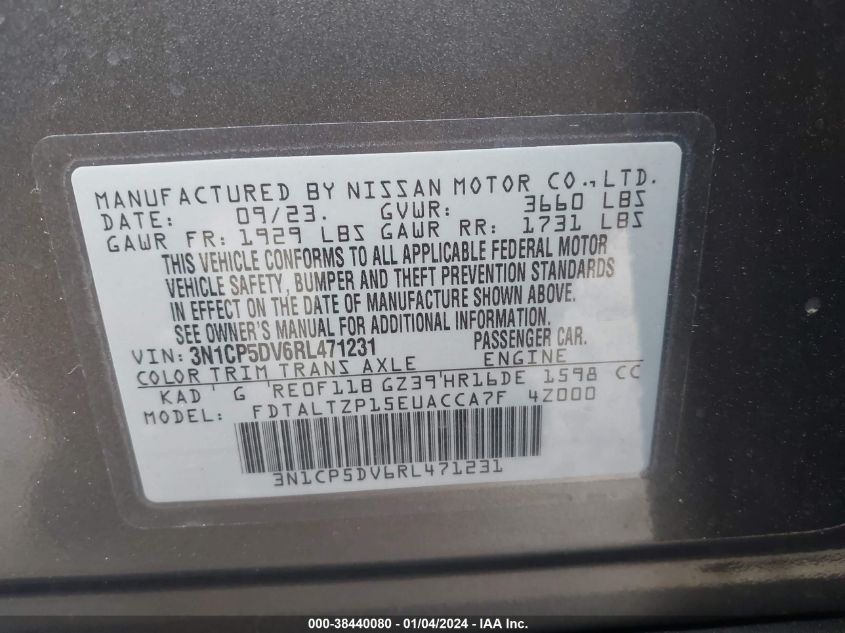 MANUFACTURED BY NISSAN MOTOR CO.,LTD.
DATE: 09/23. GVWR: 3660 LBS
GAWR FR: 1929 LBS GAWR RR: 1731 LBS
THIS VEHICLE CONFORMS TO ALL APPLICABLE FEDERAL MOTOR
VEHICLE SAFETY, BUMPER AND THEFT PREVENTION STANDARDS
IN EFFECT ON THE DATE OF MANUFACTURE SHOWN ABOVE.
SEE OWNER'S MANUAL FOR ADDITIONAL INFORMATION.
VIN: 3N1CP5DV6RL471231 PASSENGER CAR.
COLOR TRIM TRANS AXLE ENGINE
KAD G RE0F11B GZ39 HR16DE 1598 CC
MODEL: FDTALTZP15EUACCA7F 4Z000
3N1CP5DV6RL471231
000-38440080 - 01/04/2024 - IAAI Inc.